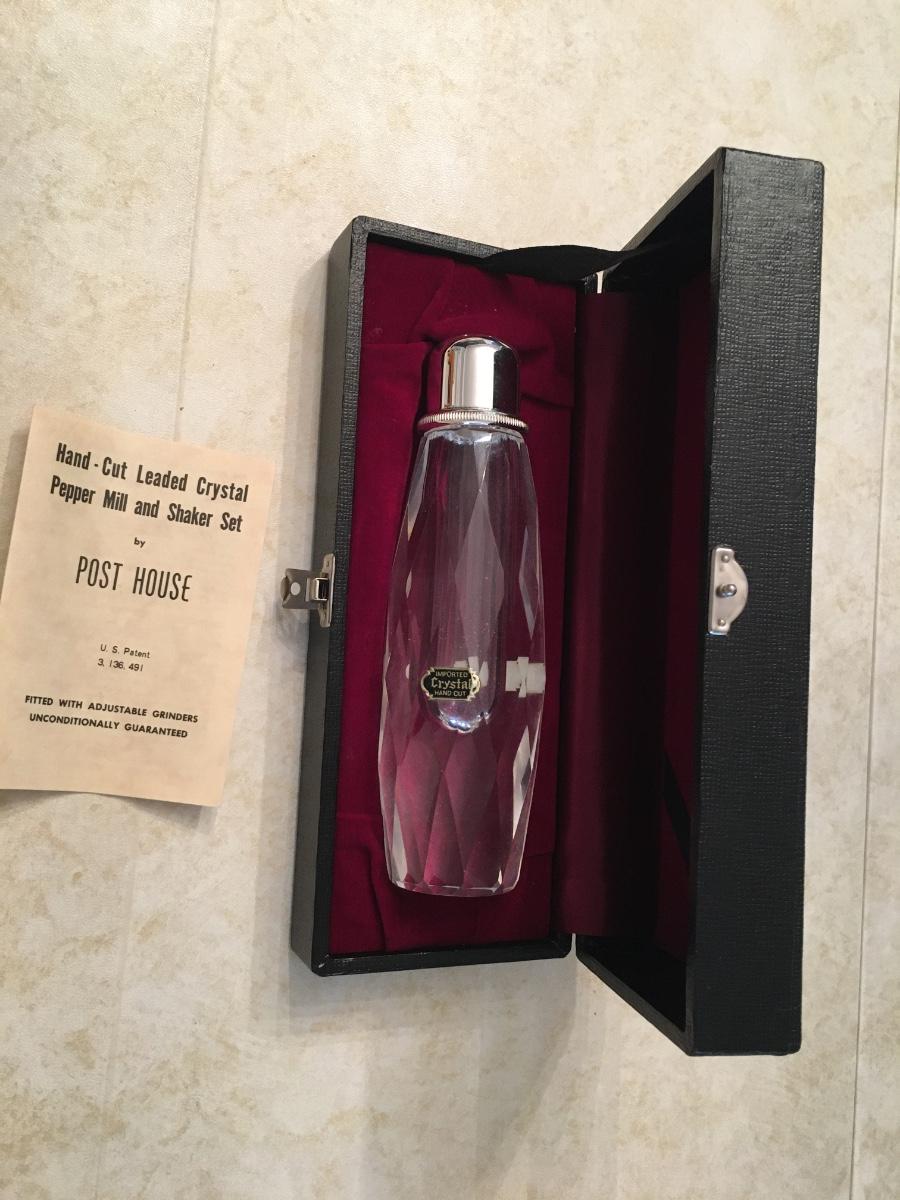 Hand-Cut Leaded Crystal
Pepper Mill and Shaker Set
by
POST HOUSE
U. S. Patent
3, 136, 491
FITTED WITH ADJUSTABLE GRINDERS
UNCONDITIONALLY GUARANTEED
IMPORTED
Crystal
HAND CUT